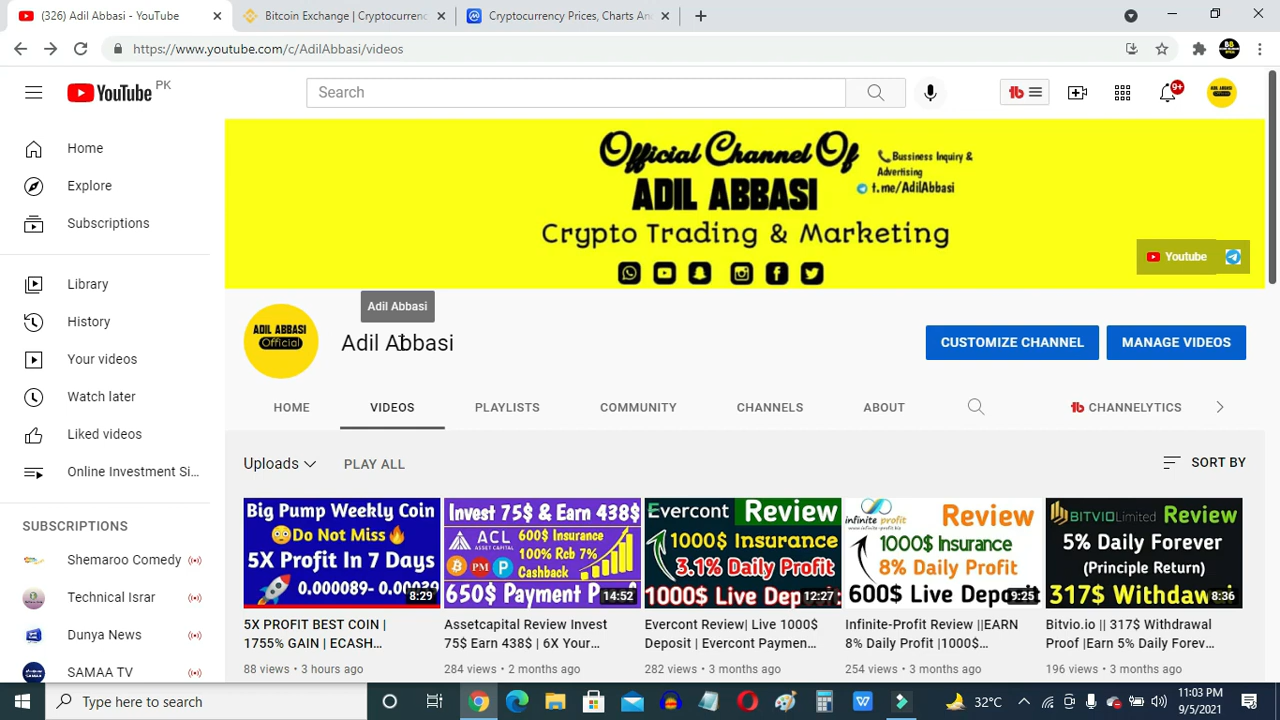 (326) Adil Abbasi - YouTube
Bitcoin Exchange | Cryptocurrenc
Cryptocurrency Prices, Charts An
https://www.youtube.com/c/AdilAbbasi/videos
YouTube PK
Search
9+
Home
Explore
Subscriptions
Library
History
Your videos
Watch later
Liked videos
Online Investment Si...
SUBSCRIPTIONS
Shemaroo Comedy
Technical Israr
Dunya News
SAMAA TV
Official Channel Of
ADIL ABBASI
Crypto Trading & Marketing
Bussiness Inquiry &
Advertising
t.me/AdilAbbasi
Youtube
Adil Abbasi
ADIL ABBASI
Official
Adil Abbasi
CUSTOMIZE CHANNEL
MANAGE VIDEOS
HOME
VIDEOS
PLAYLISTS
COMMUNITY
CHANNELS
ABOUT
CHANNELYTICS
Uploads
PLAY ALL
SORT BY
Big Pump Weekly Coin
Do Not Miss
5X Profit In 7 Days
8:29
5X PROFIT BEST COIN |
1755% GAIN | ECASH...
88 views • 3 hours ago
Invest 75$ & Earn 438$
ACL
ASSET CAPITAL
600$ Insurance
100% Rcb 7%
Cashback
650$ Payment
14:52
Assetcapital Review Invest
75$ Earn 438$ | 6X Your...
284 views • 2 months ago
Evercont Review
1000$ Insurance
3.1% Daily Profit
1000$ Live
12:27
Evercont Review| Live 1000$
Deposit | Evercont Paymen...
282 views • 3 months ago
infinite profit
Review
1000$ Insurance
8% Daily Profit
600$ Live
9:25
Infinite-Profit Review ||EARN
8% Daily Profit |1000$...
254 views • 3 months ago
BITVIO Limited Review
5% Daily Forever
(Principle Return)
317$
8:36
Bitvio.io || 317$ Withdrawal
Proof |Earn 5% Daily Forev...
196 views • 3 months ago
Type here to search
32°C
11:03 PM
9/5/2021